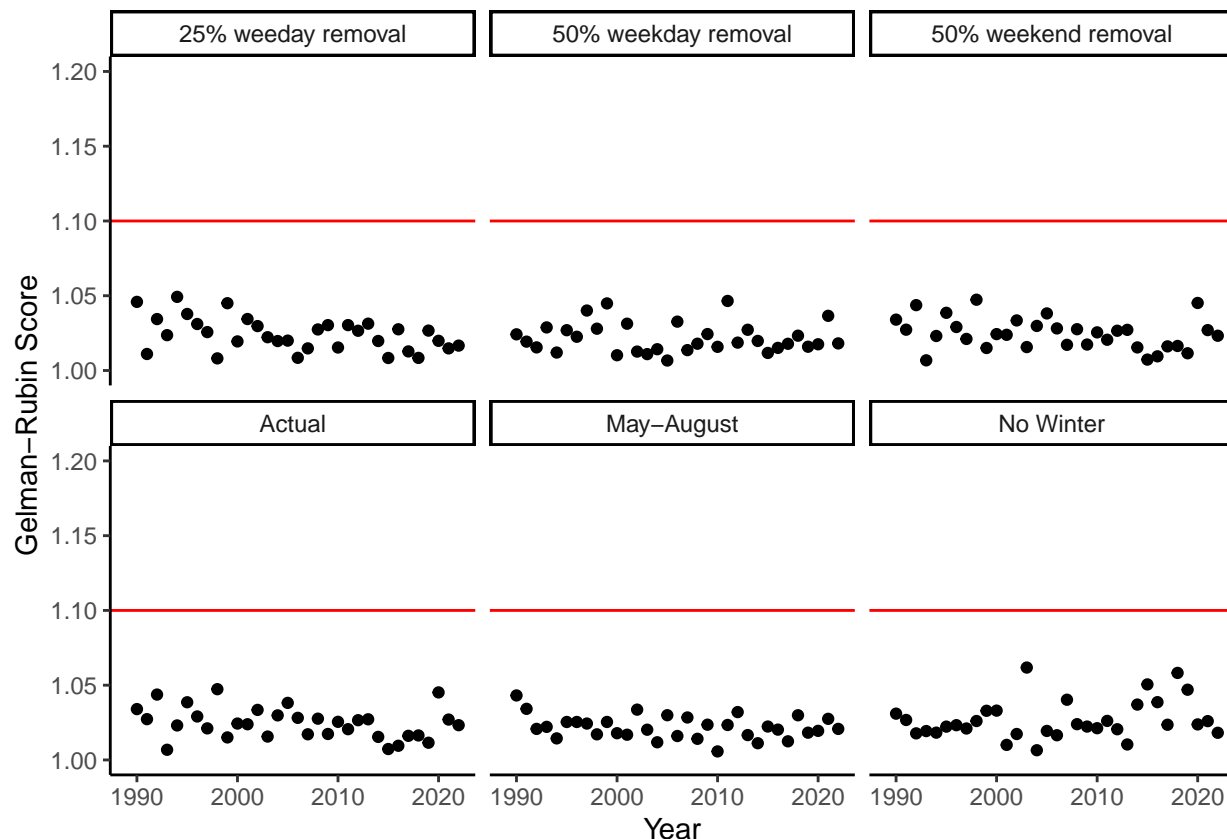 25% weeday removal
50% weekday removal
50% weekend removal
1.20
1.15
1.10
1.05
1.00
Actual
May−August
No Winter
1.20
1.15
1.10
1.05
1.00
1990 2000 2010 2020
1990 2000 2010 2020
1990 2000 2010 2020
Year
Gelman−Rubin Score